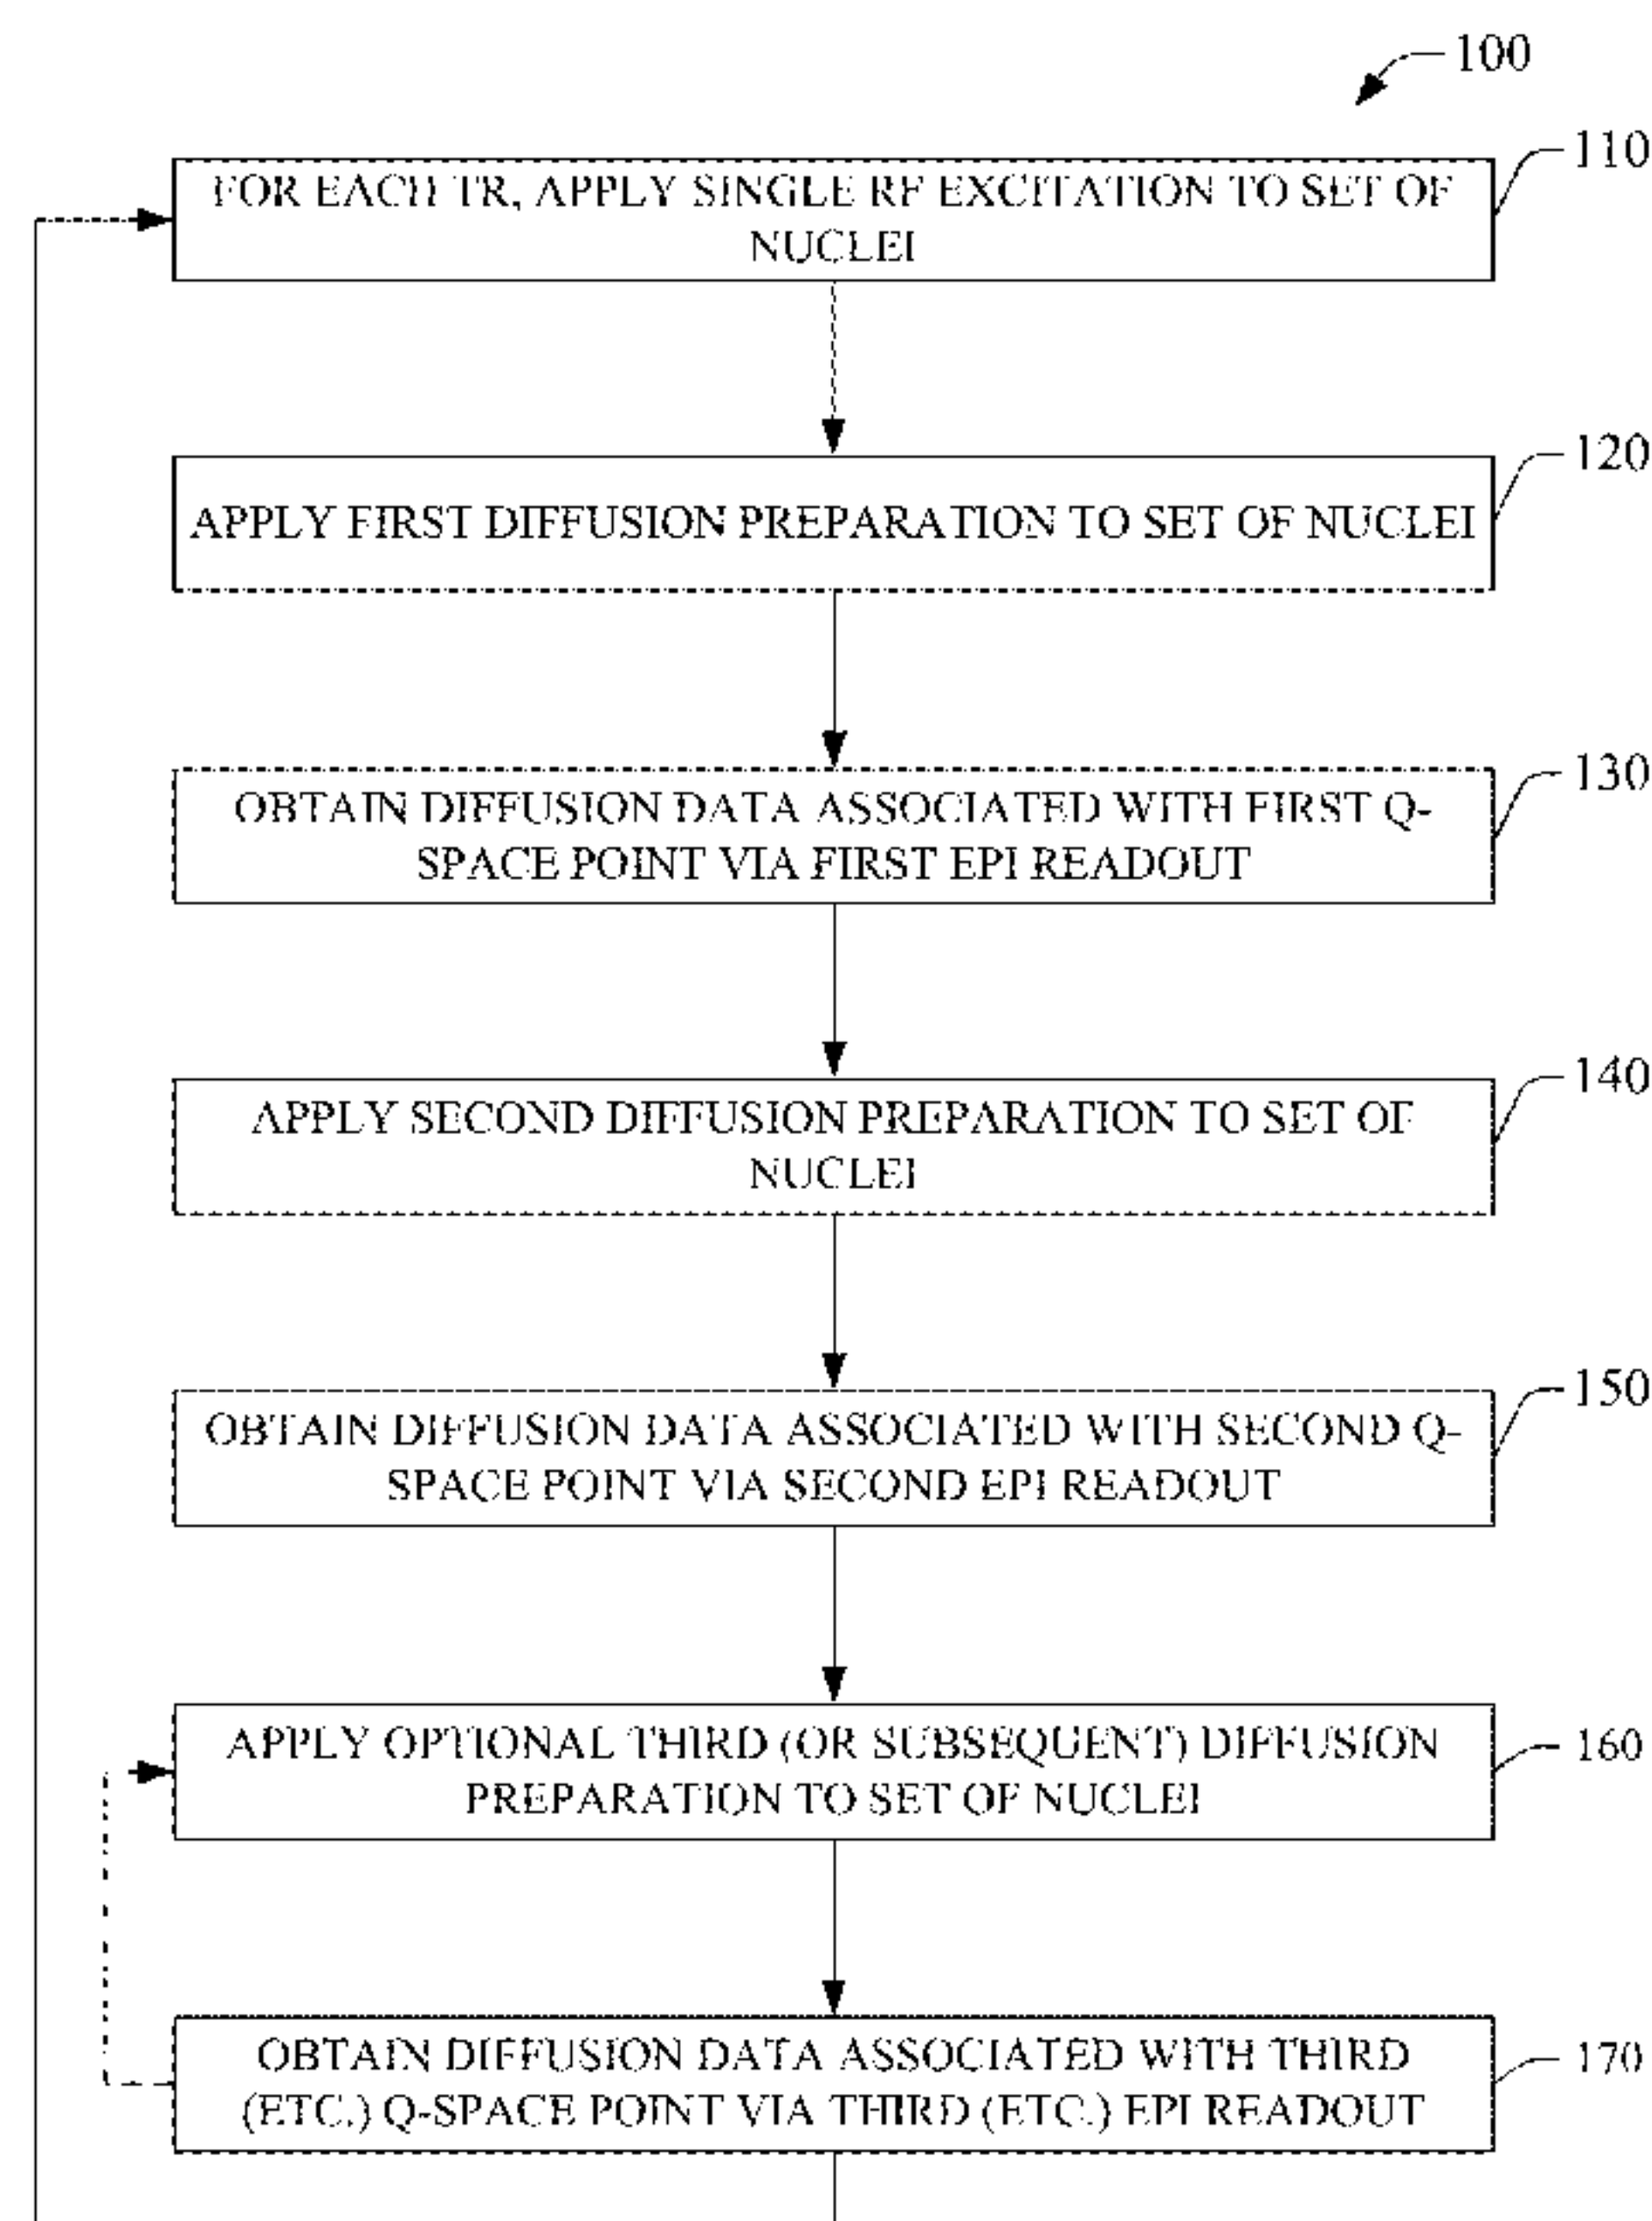 100
110
FOR EACH TR, APPLY SINGLE RF EXCITATION TO SET OF
NUCLEI
120
APPLY FIRST DIFFUSION PREPARATION TO SET OF NUCLEI
130
OBTAIN DIFFUSION DATA ASSOCIATED WITH FIRST Q-
SPACE POINT VIA FIRST EPI READOUT
140
APPLY SECOND DIFFUSION PREPARATION TO SET OF
NUCLEI
150
OBTAIN DIFFUSION DATA ASSOCIATED WITH SECOND Q-
SPACE POINT VIA SECOND EPI READOUT
160
APPLY OPTIONAL THIRD (OR SUBSEQUENT) DIFFUSION
PREPARATION TO SET OF NUCLEI
170
OBTAIN DIFFUSION DATA ASSOCIATED WITH THIRD
(ETC.) Q-SPACE POINT VIA THIRD (ETC.) EPI READOUT